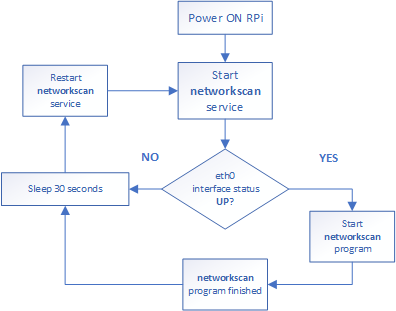 Power ON RPi
Start
networkscan
service
Restart
networkscan
service
NO
YES
eth0
interface status
UP?
Sleep 30 seconds
Start
networkscan
program
networkscan
program finished